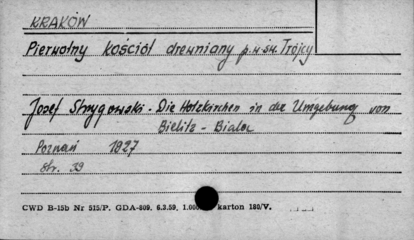 KRAKÓW
Pierwotny kościół drewniany p.w. św. Trójcy
Josef Strzygowski - Die Holzkirchen in der Umgebung von
Bielitz - Biala
Poznań 1927
str. 39
CWD B-15b Nr 515/P. GDA-809. 6.3.59, 1.00 karton 180/V.